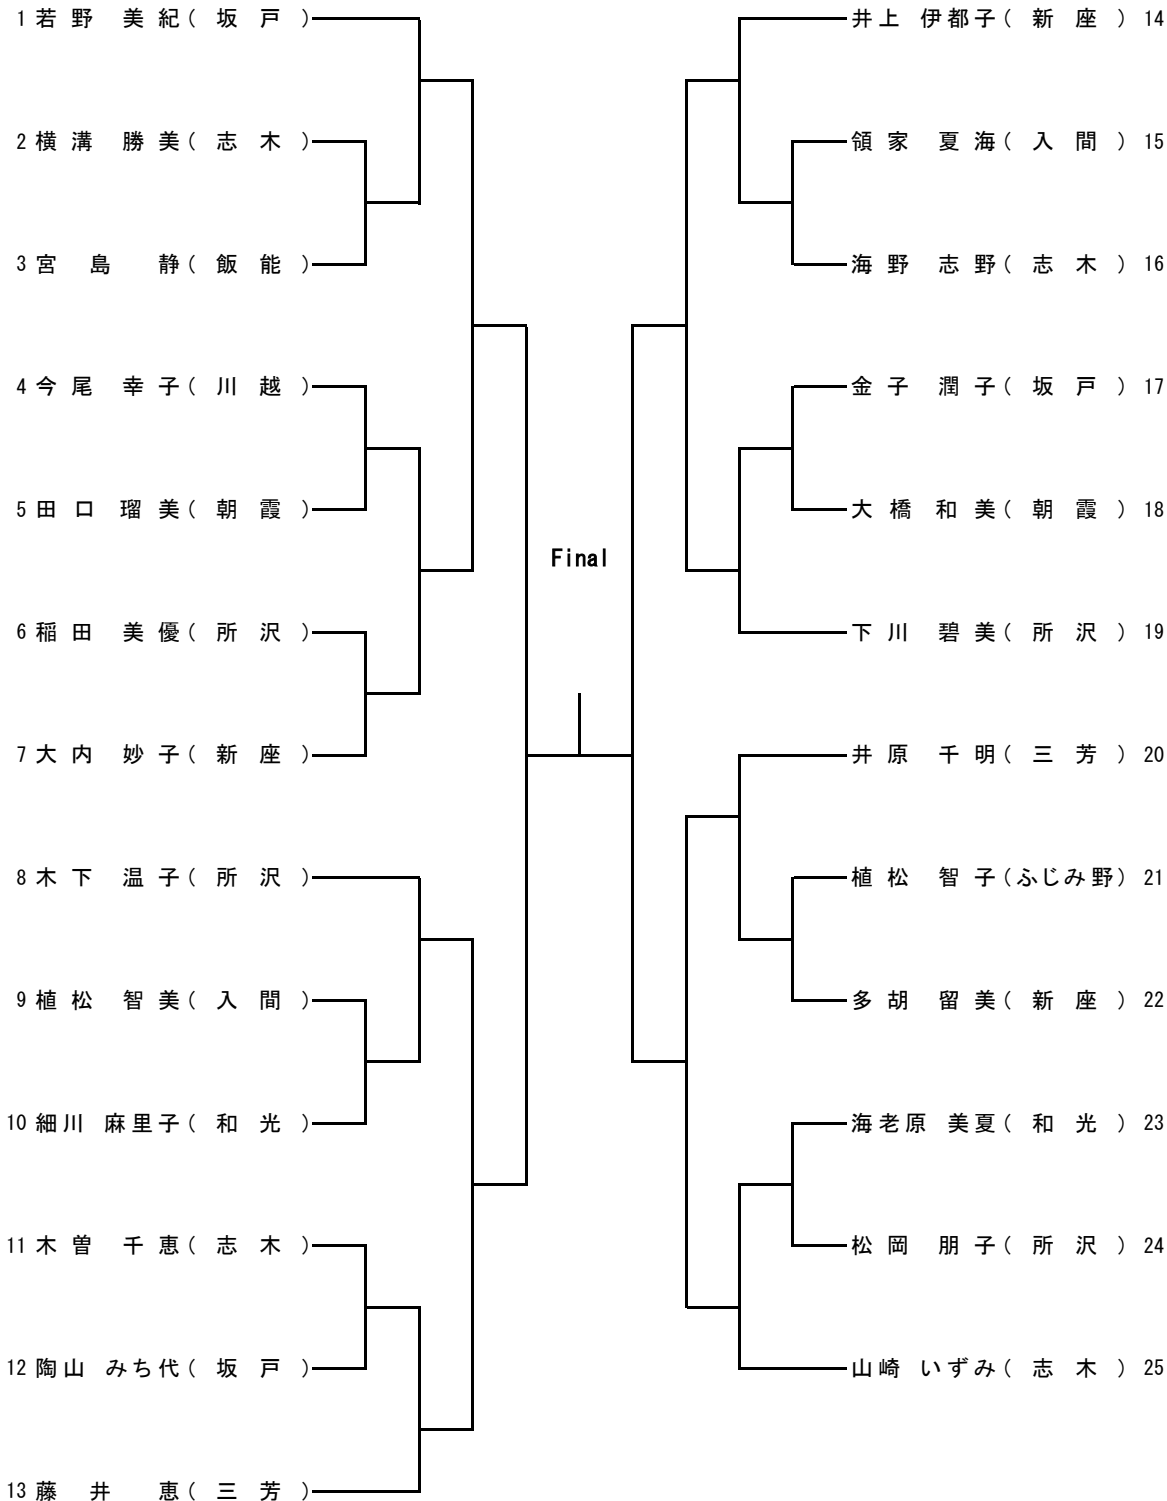 1 若野 美紀(坂戸)
2 横溝 勝美(志木)
3 宮島 静(飯能)
4 今尾 幸子(川越)
5 田口 瑠美(朝霞)
6 稲田 美優(所沢)
7 大内 妙子(新座)
8 木下 温子(所沢)
9 植松 智美(入間)
10 細川 麻里子(和光)
11 木曽 千恵(志木)
12 陶山 みち代(坂戸)
13 藤井 恵(三芳)
Final
井上 伊都子(新座) 14
領家 夏海(入間) 15
海野 志野(志木) 16
金子 潤子(坂戸) 17
大橋 和美(朝霞) 18
下川 碧美(所沢) 19
井原 千明(三芳) 20
植松 智子(ふじみ野) 21
多胡 留美(新座) 22
海老原 美夏(和光) 23
松岡 朋子(所沢) 24
山崎 いずみ(志木) 25